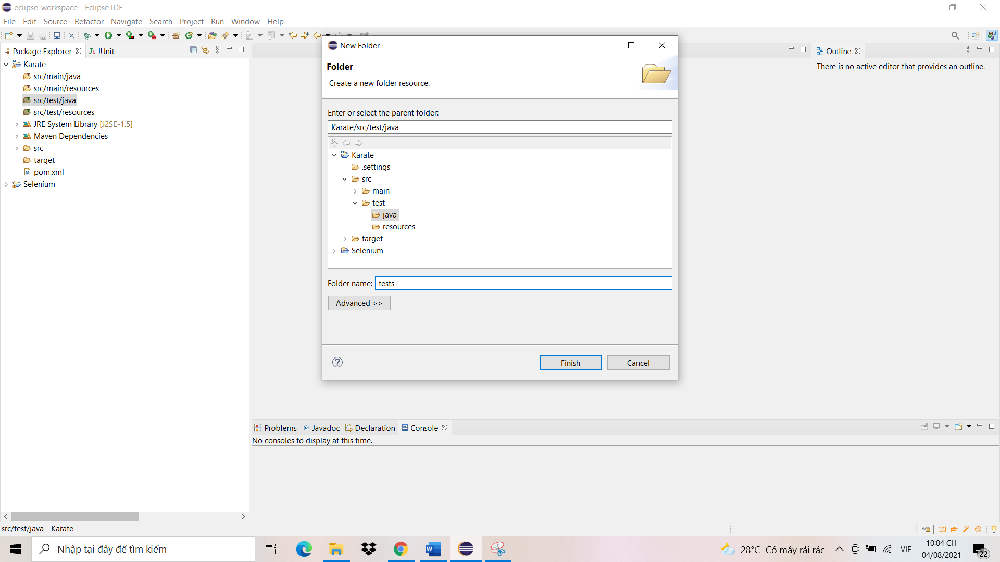 eclipse-workspace - Eclipse IDE
File Edit Source Refactor Navigate Search Project Run Window Help
Package Explorer
JUnit
Karate
src/main/java
src/main/resources
src/test/java
src/test/resources
JRE System Library [J2SE-1.5]
Maven Dependencies
src
target
pom.xml
Selenium
New Folder
Folder
Create a new folder resource.
Enter or select the parent folder:
Karate/src/test/java
Karate
.settings
src
main
test
java
resources
target
Selenium
Folder name: tests
Advanced >>
Finish Cancel
Outline
There is no active editor that provides an outline.
Problems Javadoc Declaration Console
No consoles to display at this time.
src/test/java - Karate
Nhập tại đây để tìm kiếm
28°C Có mây rải rác
VIE
10:04 CH
04/08/2021
22